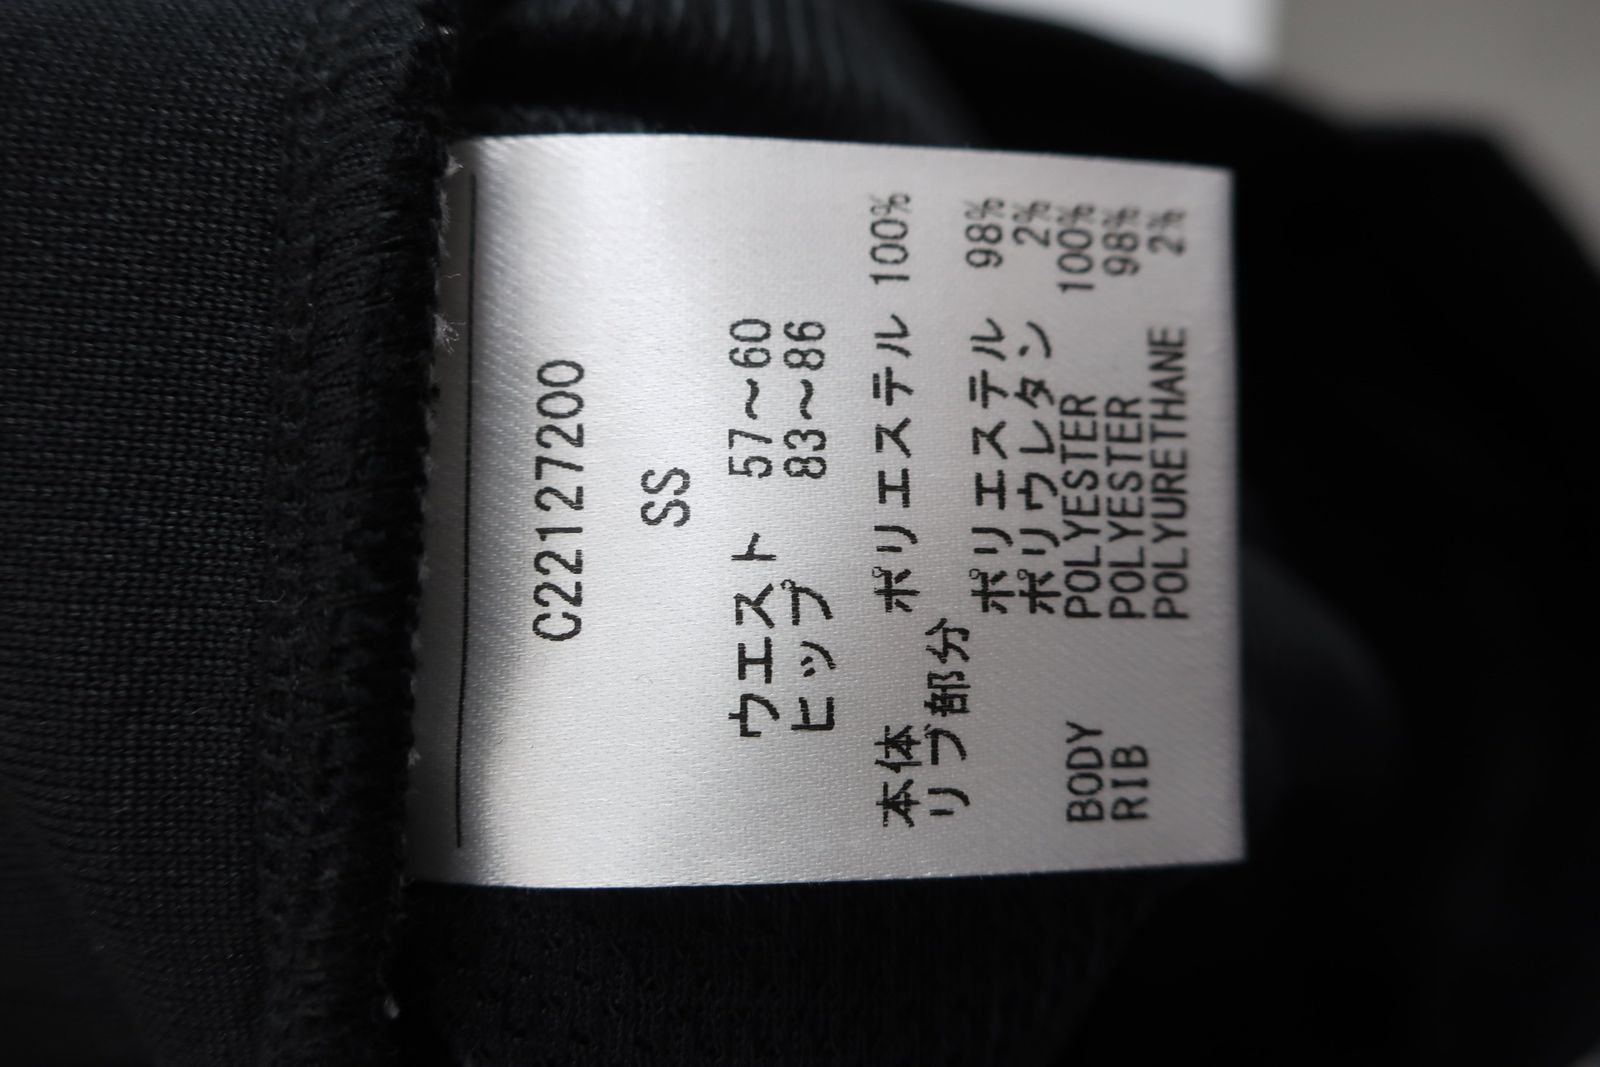 C22127200
SS
ウエスト 57～60
ヒップ 83～86
本体 ポリエステル 100%
リブ部分
ポリエステル 98%
ポリウレタン 2%
BODY POLYESTER 100%
RIB POLYESTER 98%
POLYURETHANE 2%